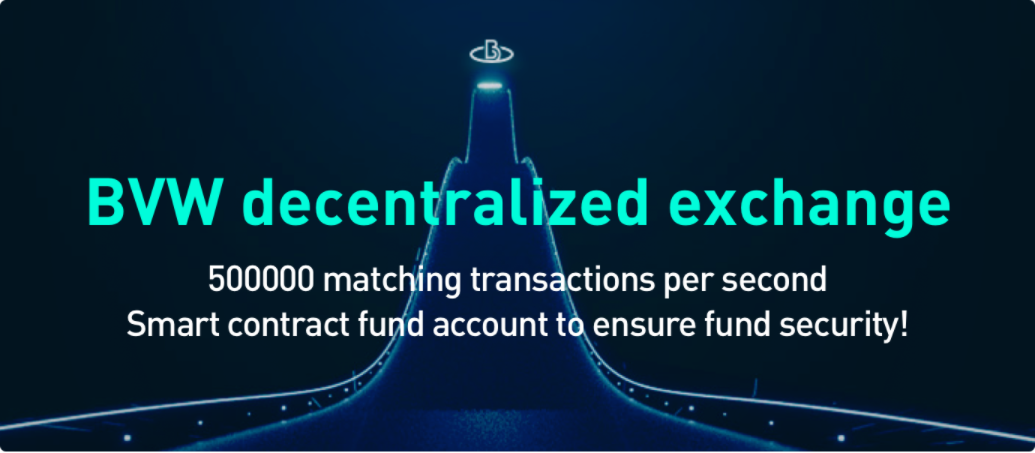 BVW decentralized exchange
500000 matching transactions per second
Smart contract fund account to ensure fund security!